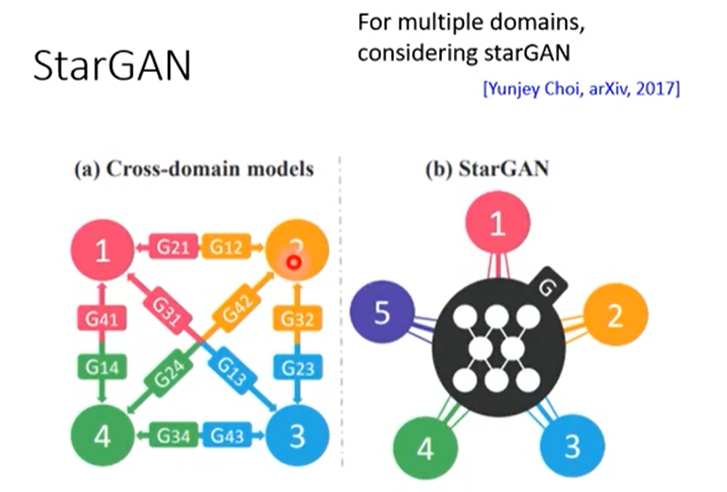 StarGAN
For multiple domains,
considering starGAN
[Yunjey Choi, arXiv, 2017]
(a) Cross-domain models
1
G21
G12
G41
G31
G42
G32
G14
G24
G13
G23
4
G34
G43
3
(b) StarGAN
1
G
5
2
4
3